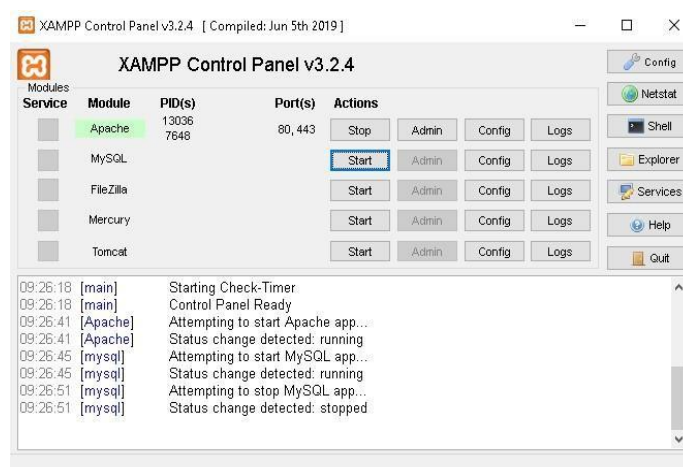 XAMPP Control Panel v3.2.4 [ Compiled: Jun 5th 2019 ]
XAMPP Control Panel v3.2.4
Config
Modules
Service Module PID(s) Port(s) Actions
Netstat
Apache 13036 7648 80, 443 Stop Admin Config Logs
Shell
MySQL Start Admin Config Logs
Explorer
FileZilla Start Admin Config Logs
Services
Mercury Start Admin Config Logs
Help
Tomcat Start Admin Config Logs
Quit
09:26:18 [main] Starting Check-Timer
09:26:18 [main] Control Panel Ready
09:26:41 [Apache] Attempting to start Apache app...
09:26:41 [Apache] Status change detected: running
09:26:45 [mysql] Attempting to start MySQL app...
09:26:45 [mysql] Status change detected: running
09:26:51 [mysql] Attempting to stop MySQL app...
09:26:51 [mysql] Status change detected: stopped